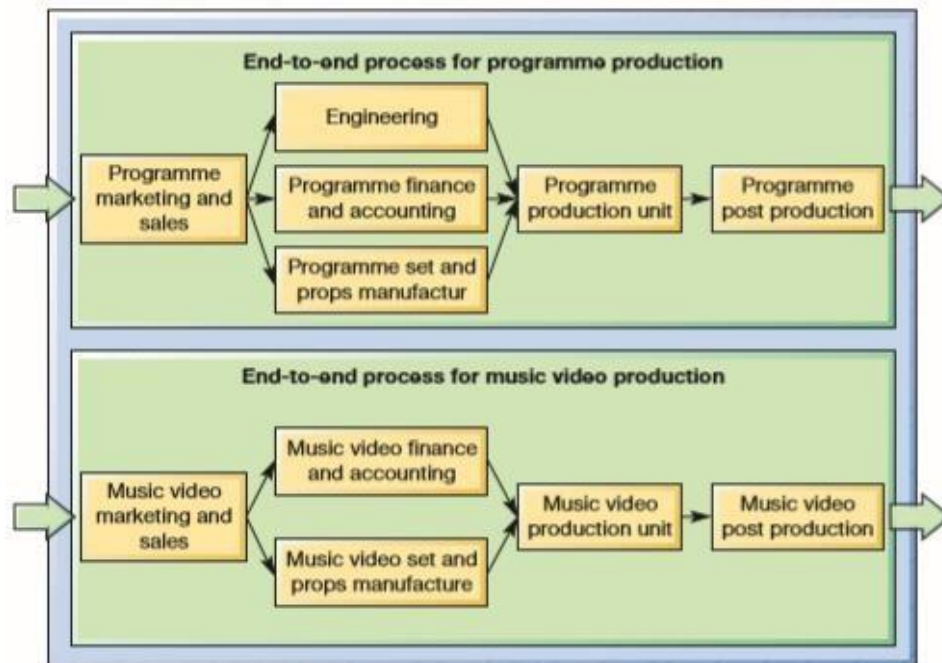 End-to-end process for programme production
Engineering
Programme
marketing and
sales
Programme finance
and accounting
Programme
production unit
Programme
post production
Programme set and
props manufactur
End-to-end process for music video production
Music video finance
and accounting
Music video
marketing and
sales
Music video
production unit
Music video
post production
Music video set and
props manufacture